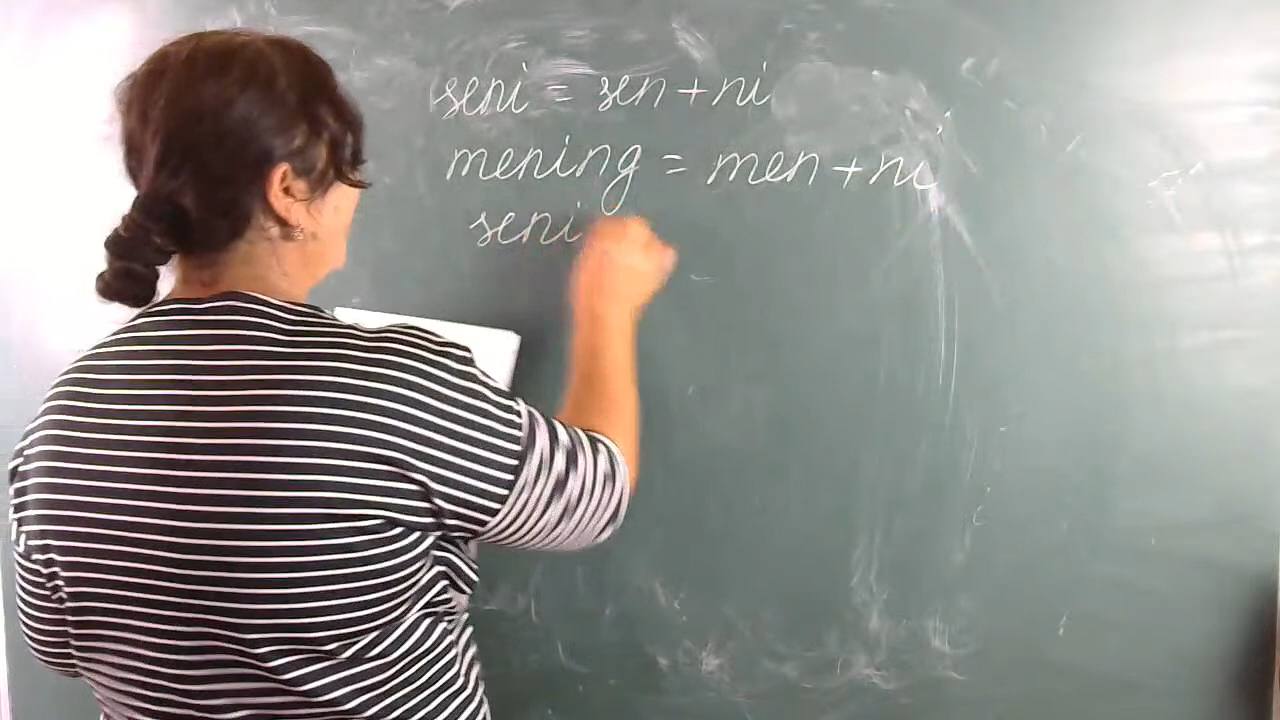 seni = sen + ni
mening = men + ni
seni